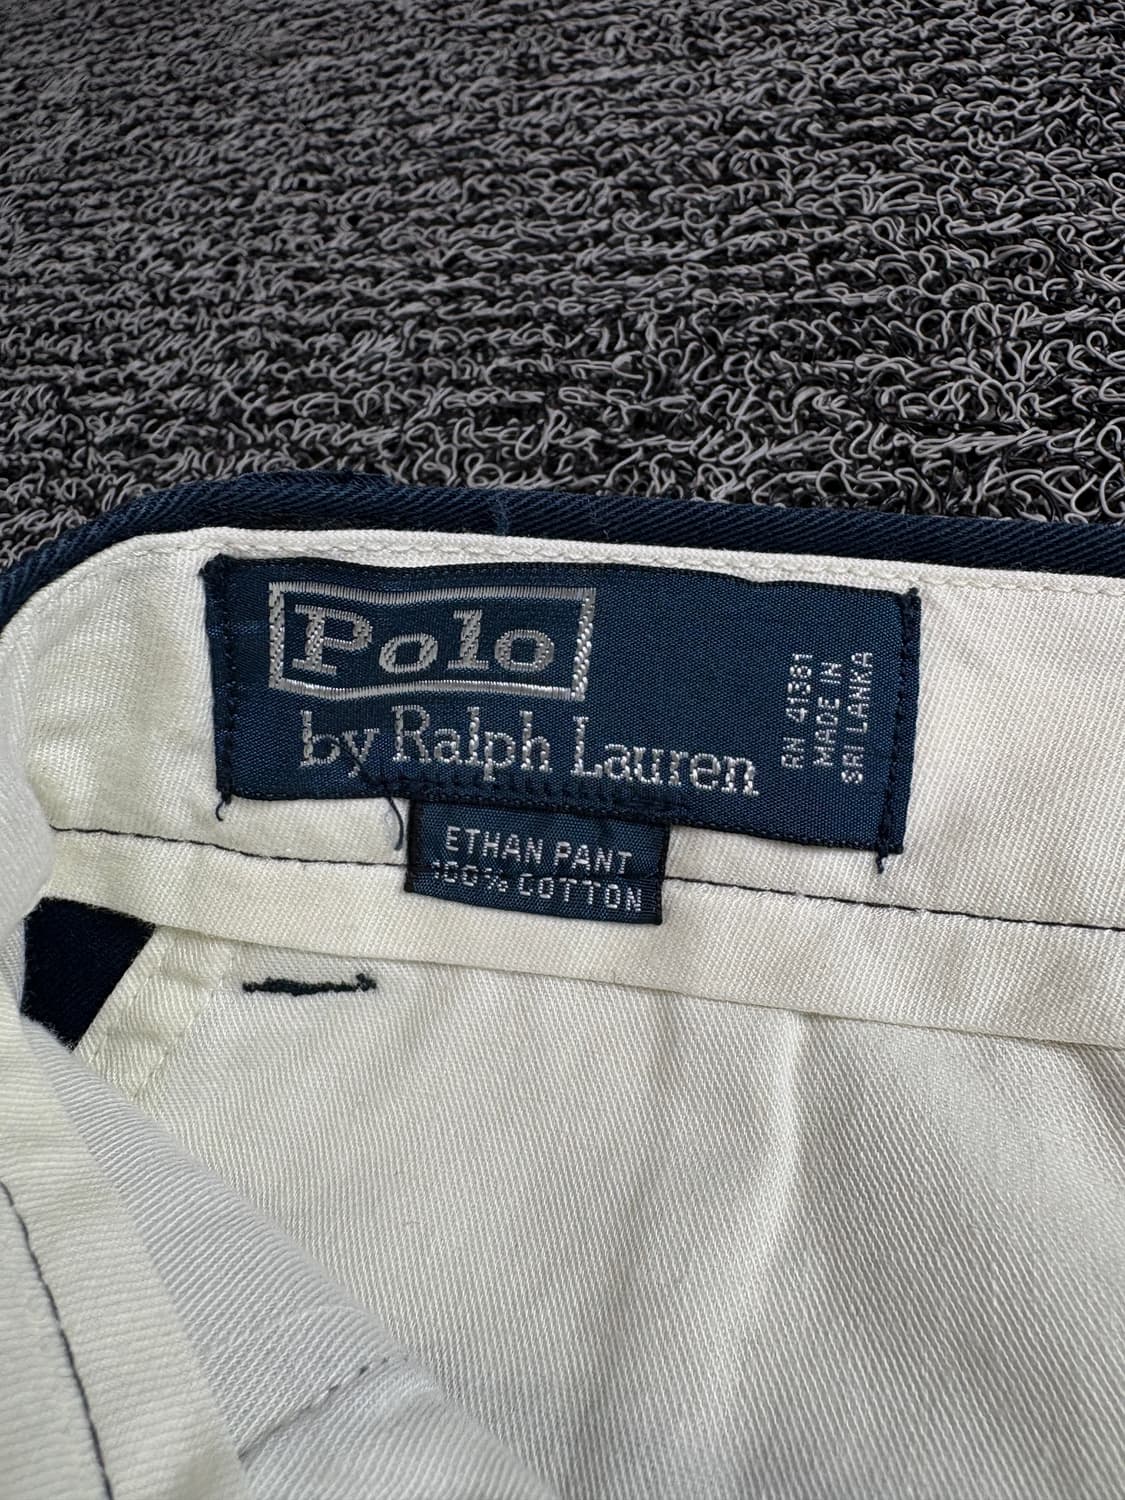 Polo
by Ralph Lauren
RN 41381
MADE IN
SRI LANKA
ETHAN PANT
100% COTTON